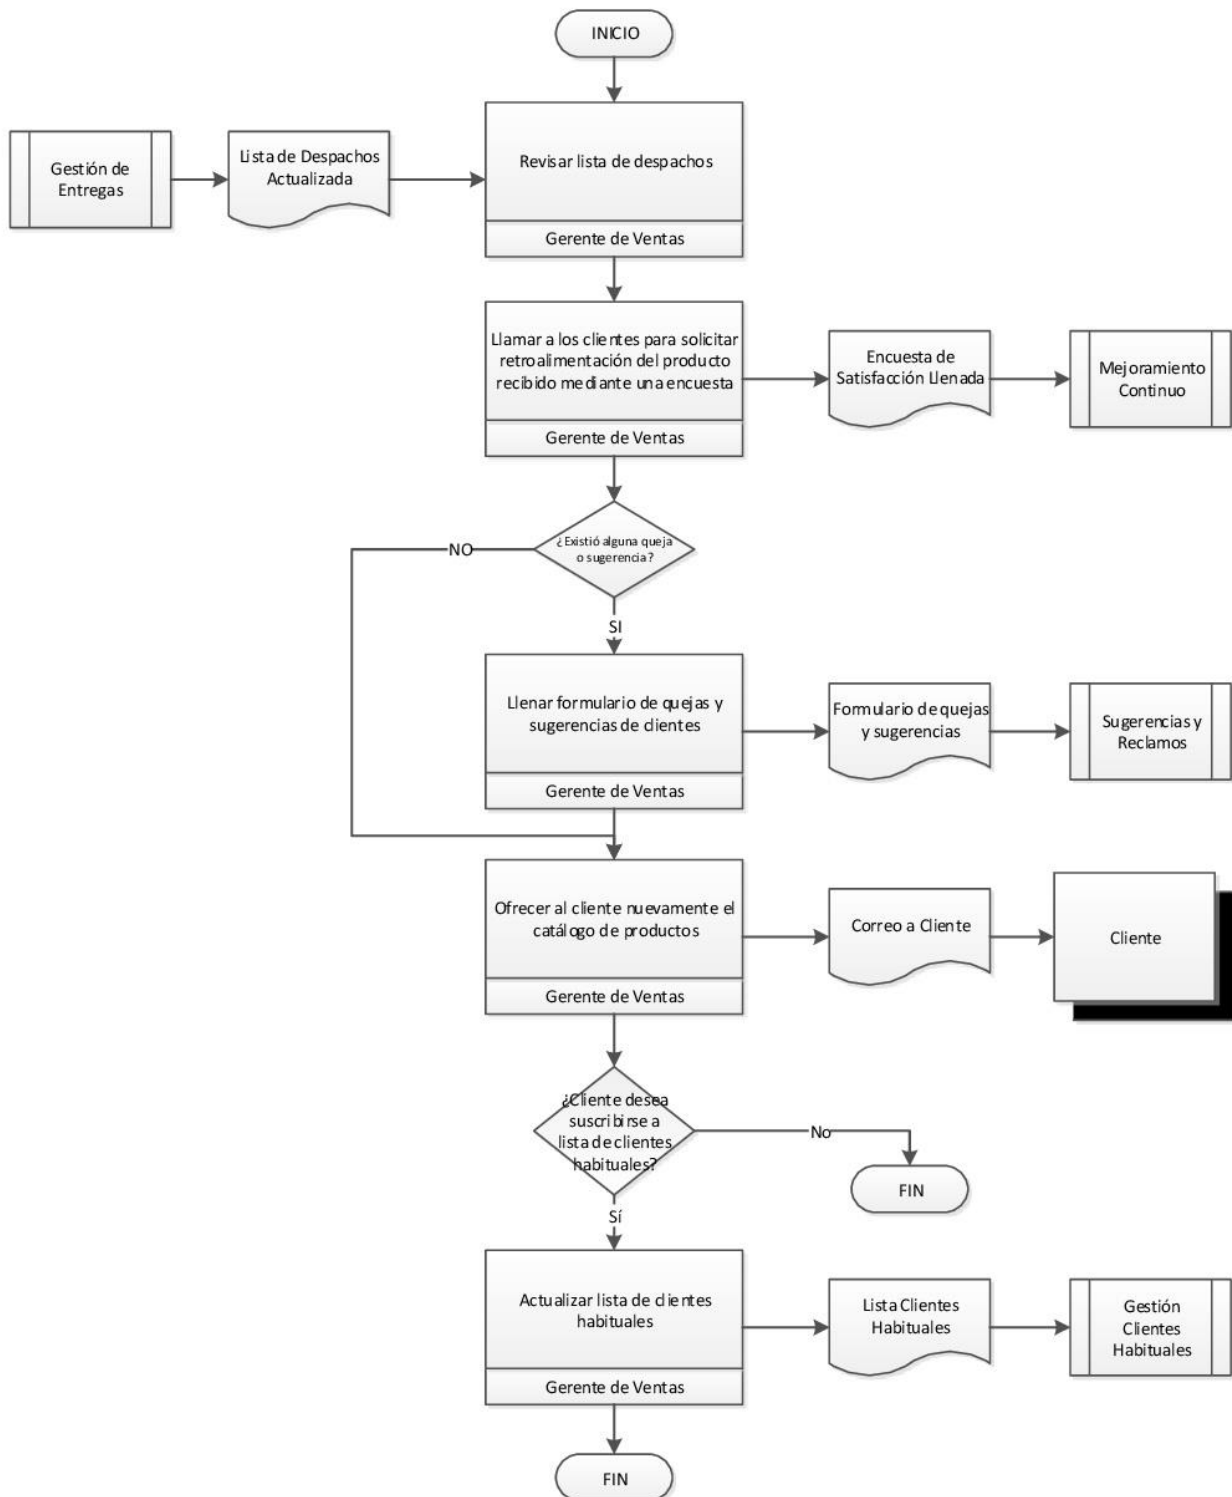 INICIO
Gestión de
Entregas
Lista de Despachos
Actualizada
Revisar lista de despachos
Gerente de Ventas
Llamar a los clientes para solicitar
retroalimentación del producto
recibido mediante una encuesta
Gerente de Ventas
Encuesta de
Satisfacción Llenada
Mejoramiento
Continuo
¿Existió alguna queja
o sugerencia?
NO
SI
Llenar formulario de quejas y
sugerencias de clientes
Gerente de Ventas
Formulario de quejas
y sugerencias
Sugerencias y
Reclamos
Ofrecer al cliente nuevamente el
catálogo de productos
Gerente de Ventas
Correo a Cliente
Cliente
¿Cliente desea
suscribirse a
lista de clientes
habituales?
No
FIN
Sí
Actualizar lista de clientes
habituales
Gerente de Ventas
Lista Clientes
Habituales
Gestión
Clientes
Habituales
FIN